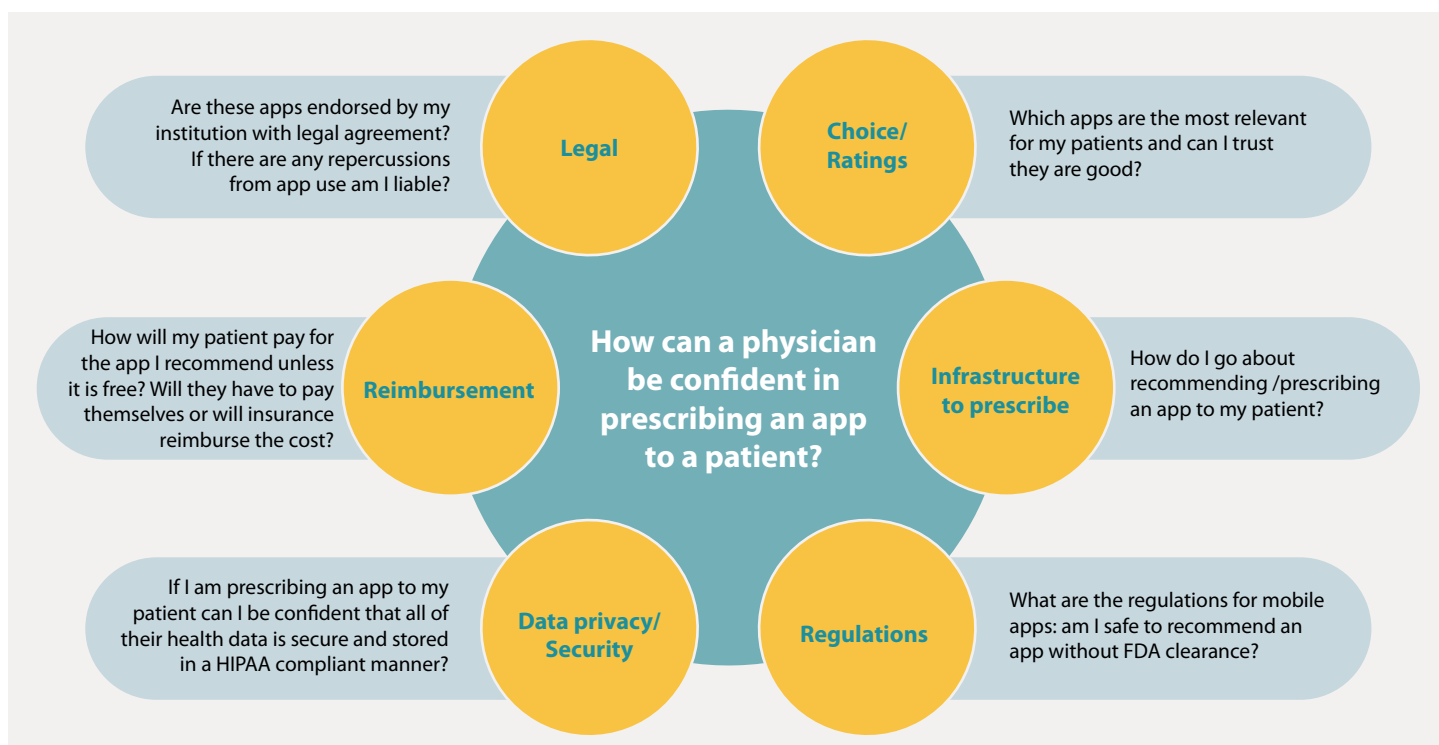 Are these apps endorsed by my
institution with legal agreement?
If there are any repercussions
from app use am I liable?
Legal
Choice/
Ratings
Which apps are the most relevant
for my patients and can I trust
they are good?
How will my patient pay for
the app I recommend unless
it is free? Will they have to pay
themselves or will insurance
reimburse the cost?
Reimbursement
How can a physician
be confident in
prescribing an app
to a patient?
Infrastructure
to prescribe
How do I go about
recommending /prescribing
an app to my patient?
If I am prescribing an app to my
patient can I be confident that all of
their health data is secure and stored
in a HIPAA compliant manner?
Data privacy/
Security
Regulations
What are the regulations for mobile
apps: am I safe to recommend an
app without FDA clearance?